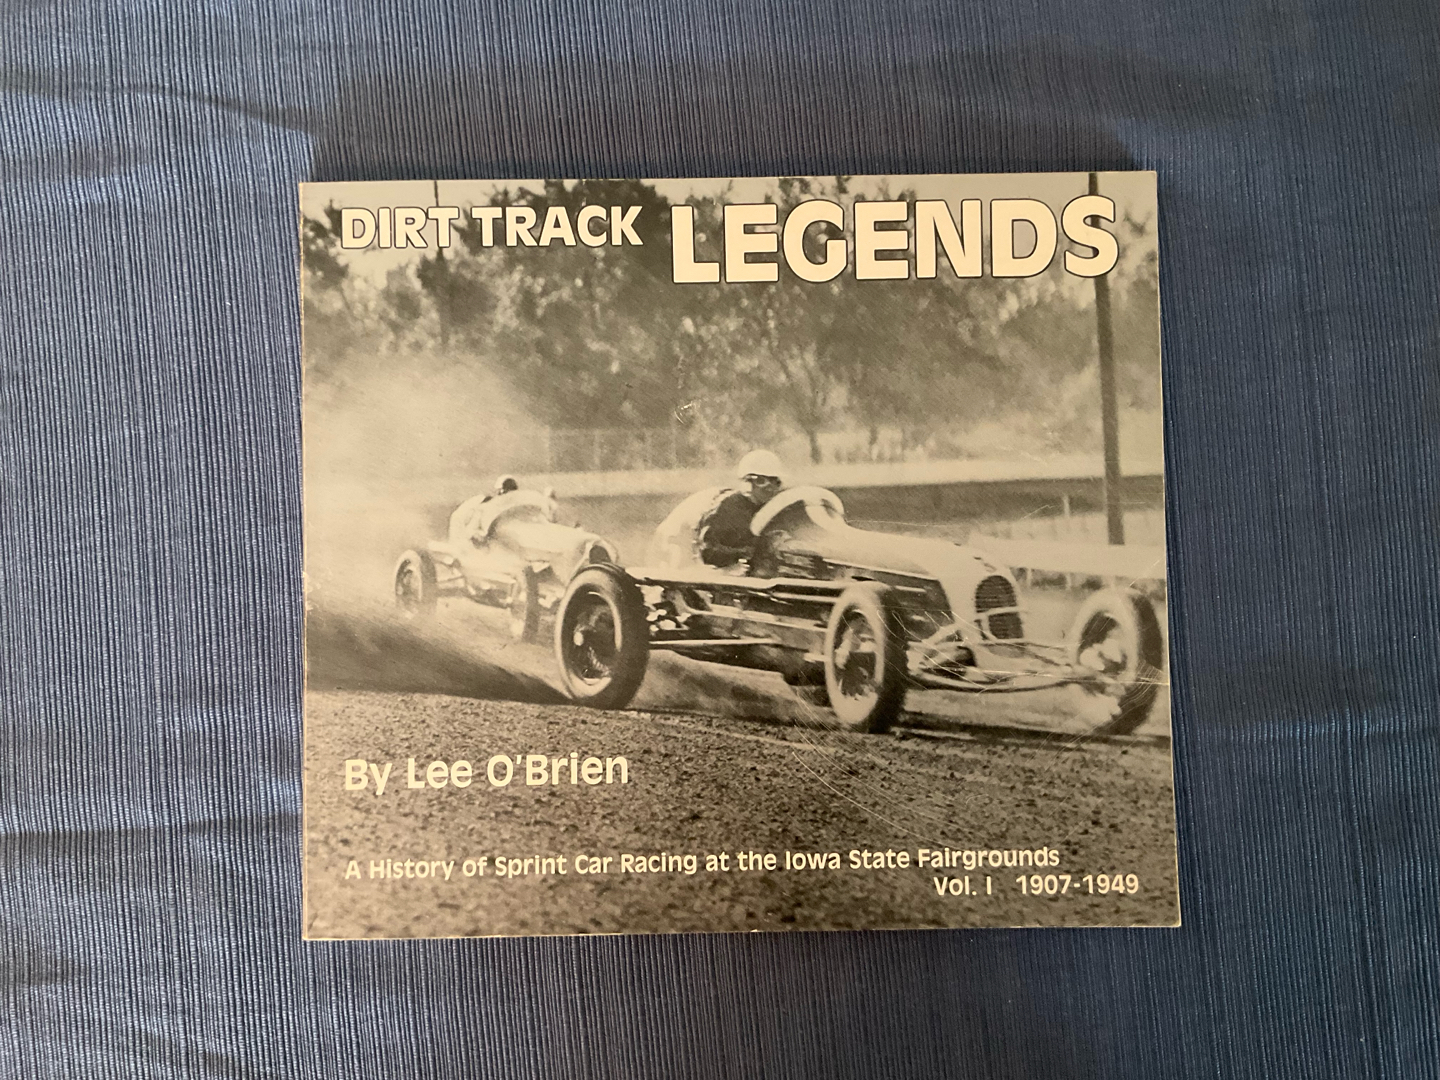 DIRT TRACK LEGENDS
By Lee O'Brien
A History of Sprint Car Racing at the Iowa State Fairgrounds
Vol. I 1907-1949